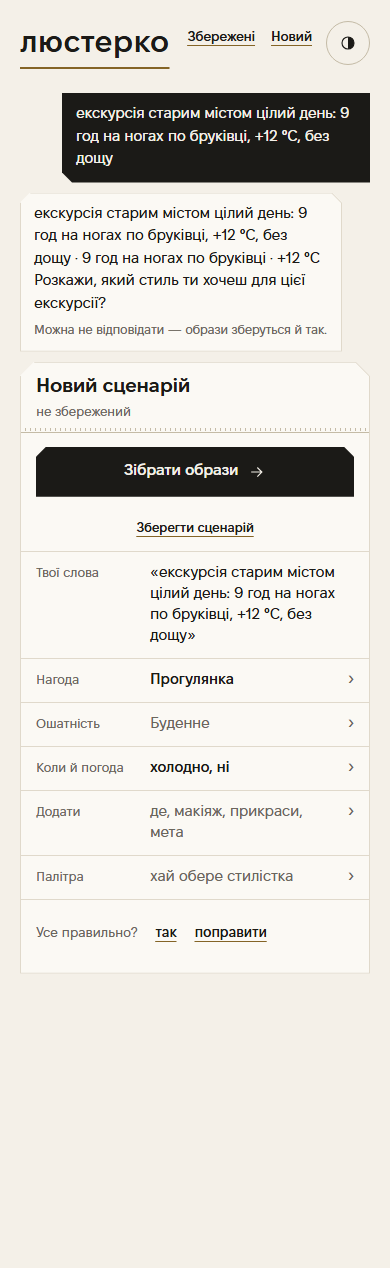 люстерко
Збережені
Новий
екскурсія старим містом цілий день: 9
год на ногах по бруківці, +12 °C, без
дощу
екскурсія старим містом цілий день: 9
год на ногах по бруківці, +12 °C, без
дощу · 9 год на ногах по бруківці · +12 °C
Розкажи, який стиль ти хочеш для цієї
екскурсії?
Можна не відповідати — образи зберуться й так.
Новий сценарій
не збережений
Зібрати образи →
Зберегти сценарій
Твої слова
«екскурсія старим містом
цілий день: 9 год на ногах
по бруківці, +12 °C, без
дощу»
Нагода
Прогулянка
Ошатність
Буденне
Коли й погода
холодно, ні
Додати
де, макіяж, прикраси,
мета
Палітра
хай обере стилістка
Усе правильно? так поправити